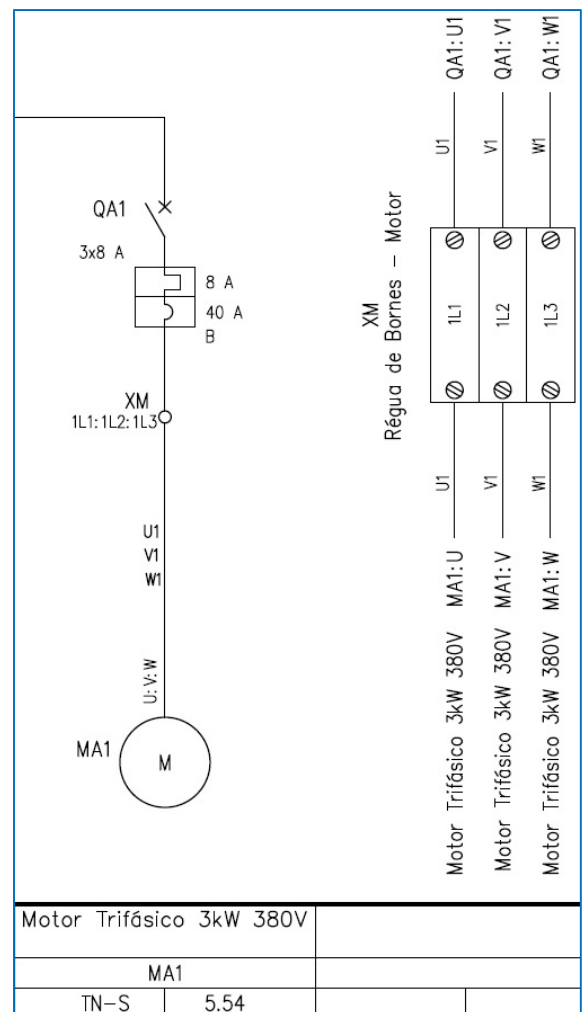 QA1
3x8 A
8 A
40 A
B
XM
1L1:1L2:1L3
U1
V1
W1
U:V:W
MA1
M
XM
Régua de Bornes - Motor
QA1:U1
QA1:V1
QA1:W1
U1
V1
W1
1L1
1L2
1L3
U1
V1
W1
Motor Trifásico 3kW 380V MA1:U
Motor Trifásico 3kW 380V MA1:V
Motor Trifásico 3kW 380V MA1:W
Motor Trifásico 3kW 380V
MA1
TN-S 5.54